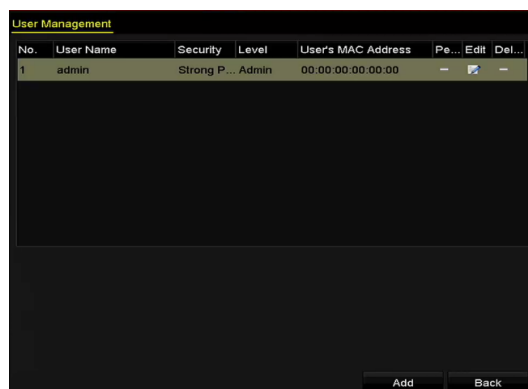 User Management
No. User Name Security Level User's MAC Address Pe... Edit Del...
1 admin Strong P... Admin 00:00:00:00:00:00 – –
Add Back